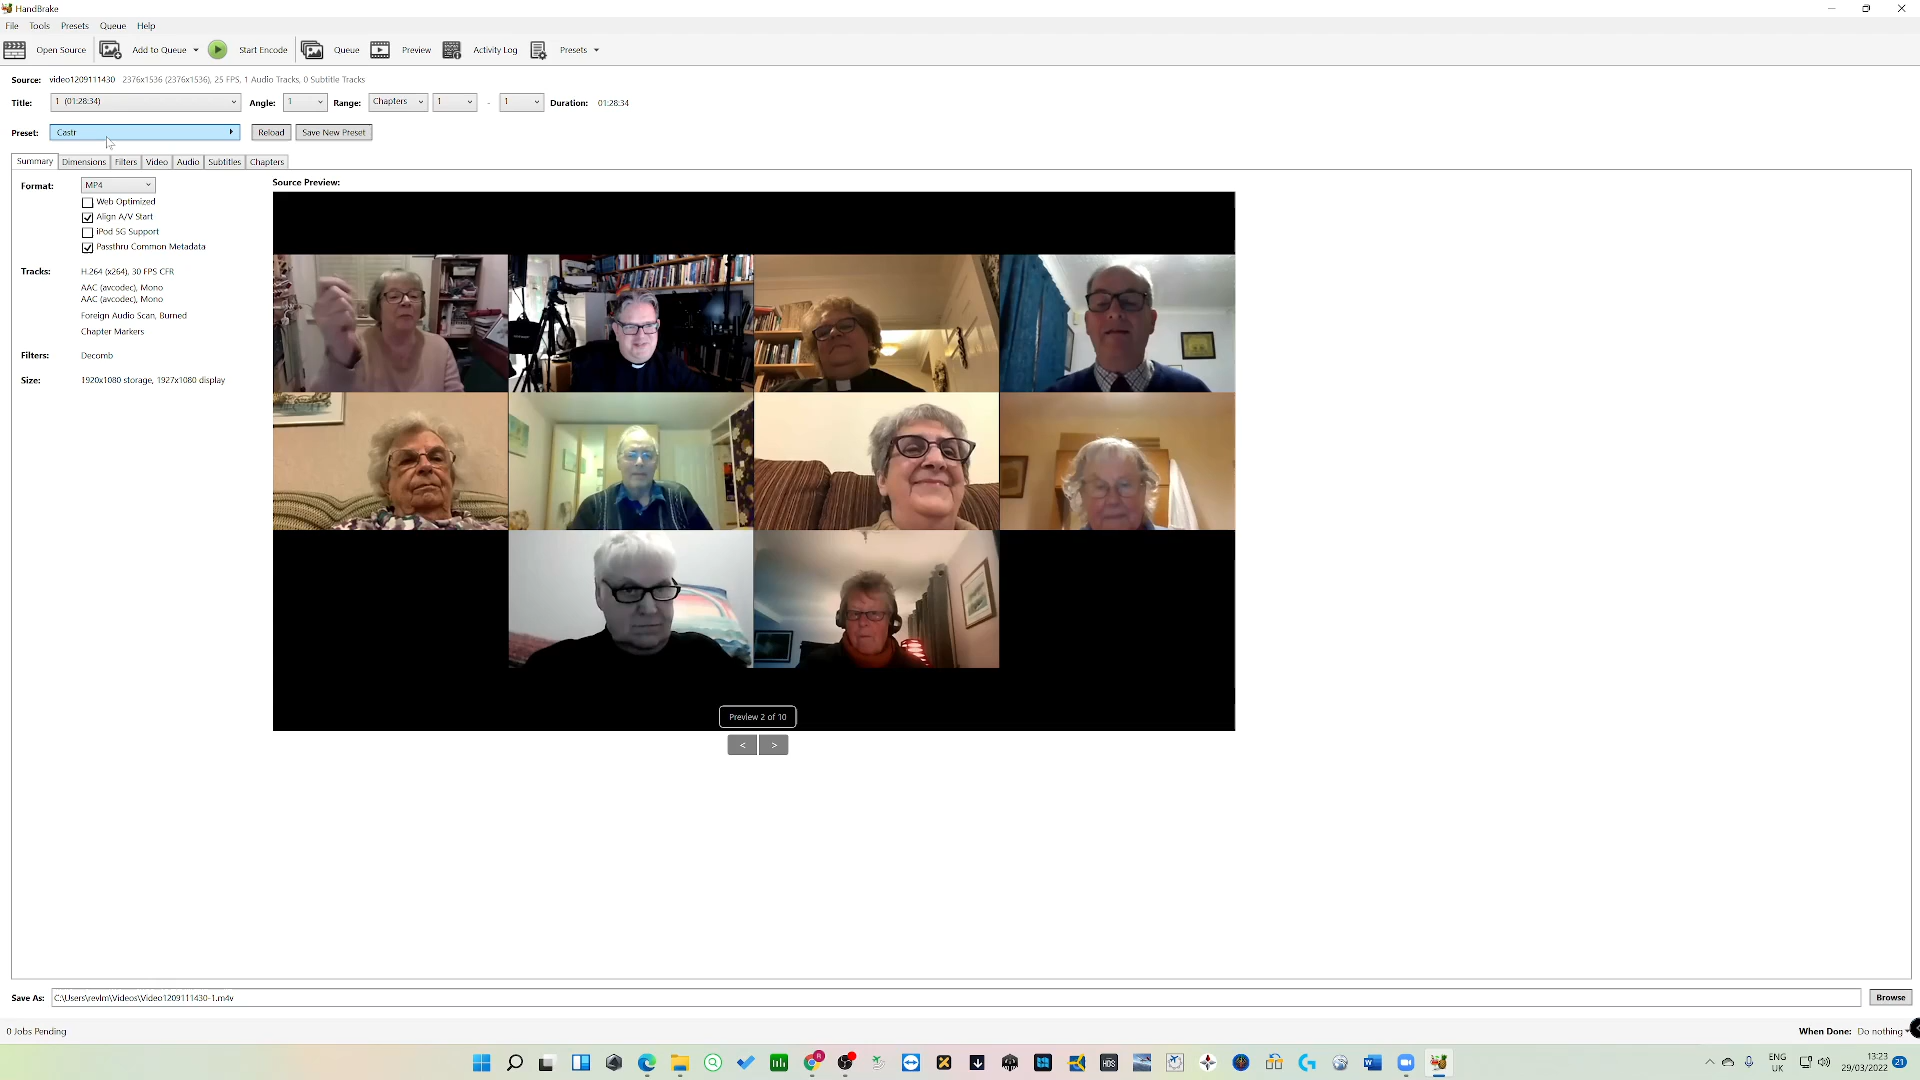 HandBrake
File Tools Presets Queue Help
Open Source Add to Queue Start Encode Queue Preview Activity Log Presets
Source: video1209111430 2376x1536 (2376x1536), 25 FPS, 1 Audio Tracks, 0 Subtitle Tracks
Title: 1 (01:28:34) Angle: 1 Range: Chapters 1 - 1 Duration: 01:28:34
Preset: Castr Reload Save New Preset
Summary Dimensions Filters Video Audio Subtitles Chapters
Format: MP4
Web Optimized
Align A/V Start
iPod 5G Support
Passthru Common Metadata
Tracks: H.264 (x264), 30 FPS CFR
AAC (avcodec), Mono
AAC (avcodec), Mono
Foreign Audio Scan, Burned
Chapter Markers
Filters: Decomb
Size: 1920x1080 storage, 1927x1080 display
Source Preview:
Preview 2 of 10
< >
Save As: C:\Users\revlm\Videos\Video1209111430-1.m4v Browse
0 Jobs Pending When Done: Do nothing
HDS
ENG
UK
13:23
29/03/2022
21